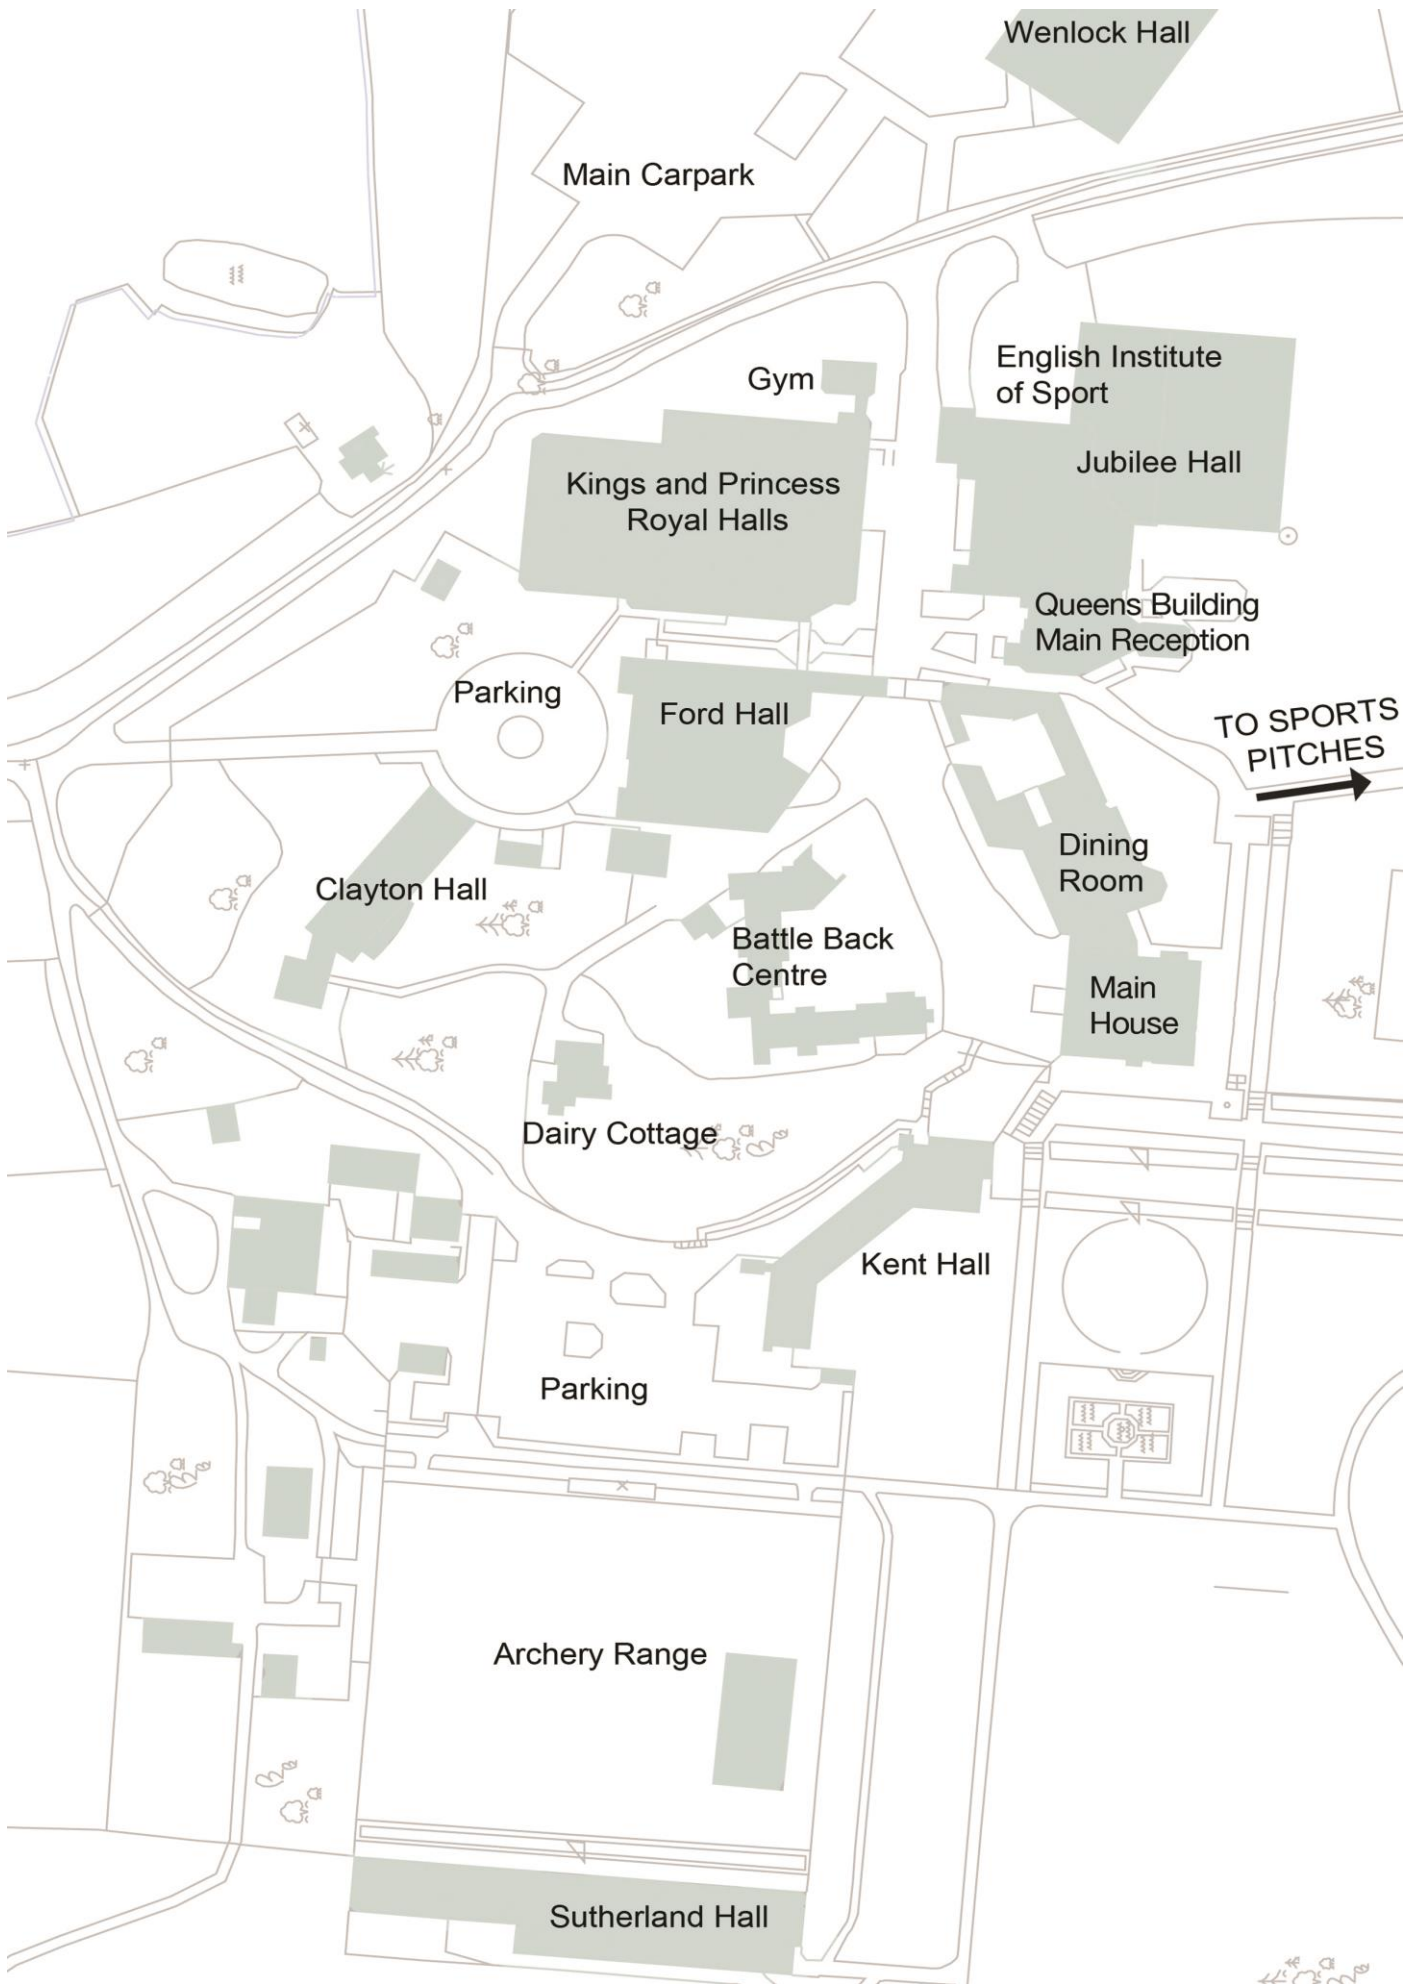 Wenlock Hall
Main Carpark
English Institute
of Sport
Gym
Jubilee Hall
Kings and Princess
Royal Halls
Queens Building
Main Reception
Parking
Ford Hall
TO SPORTS
PITCHES
Dining
Room
Clayton Hall
Battle Back
Centre
Main
House
Dairy Cottage
Kent Hall
Parking
Archery Range
Sutherland Hall